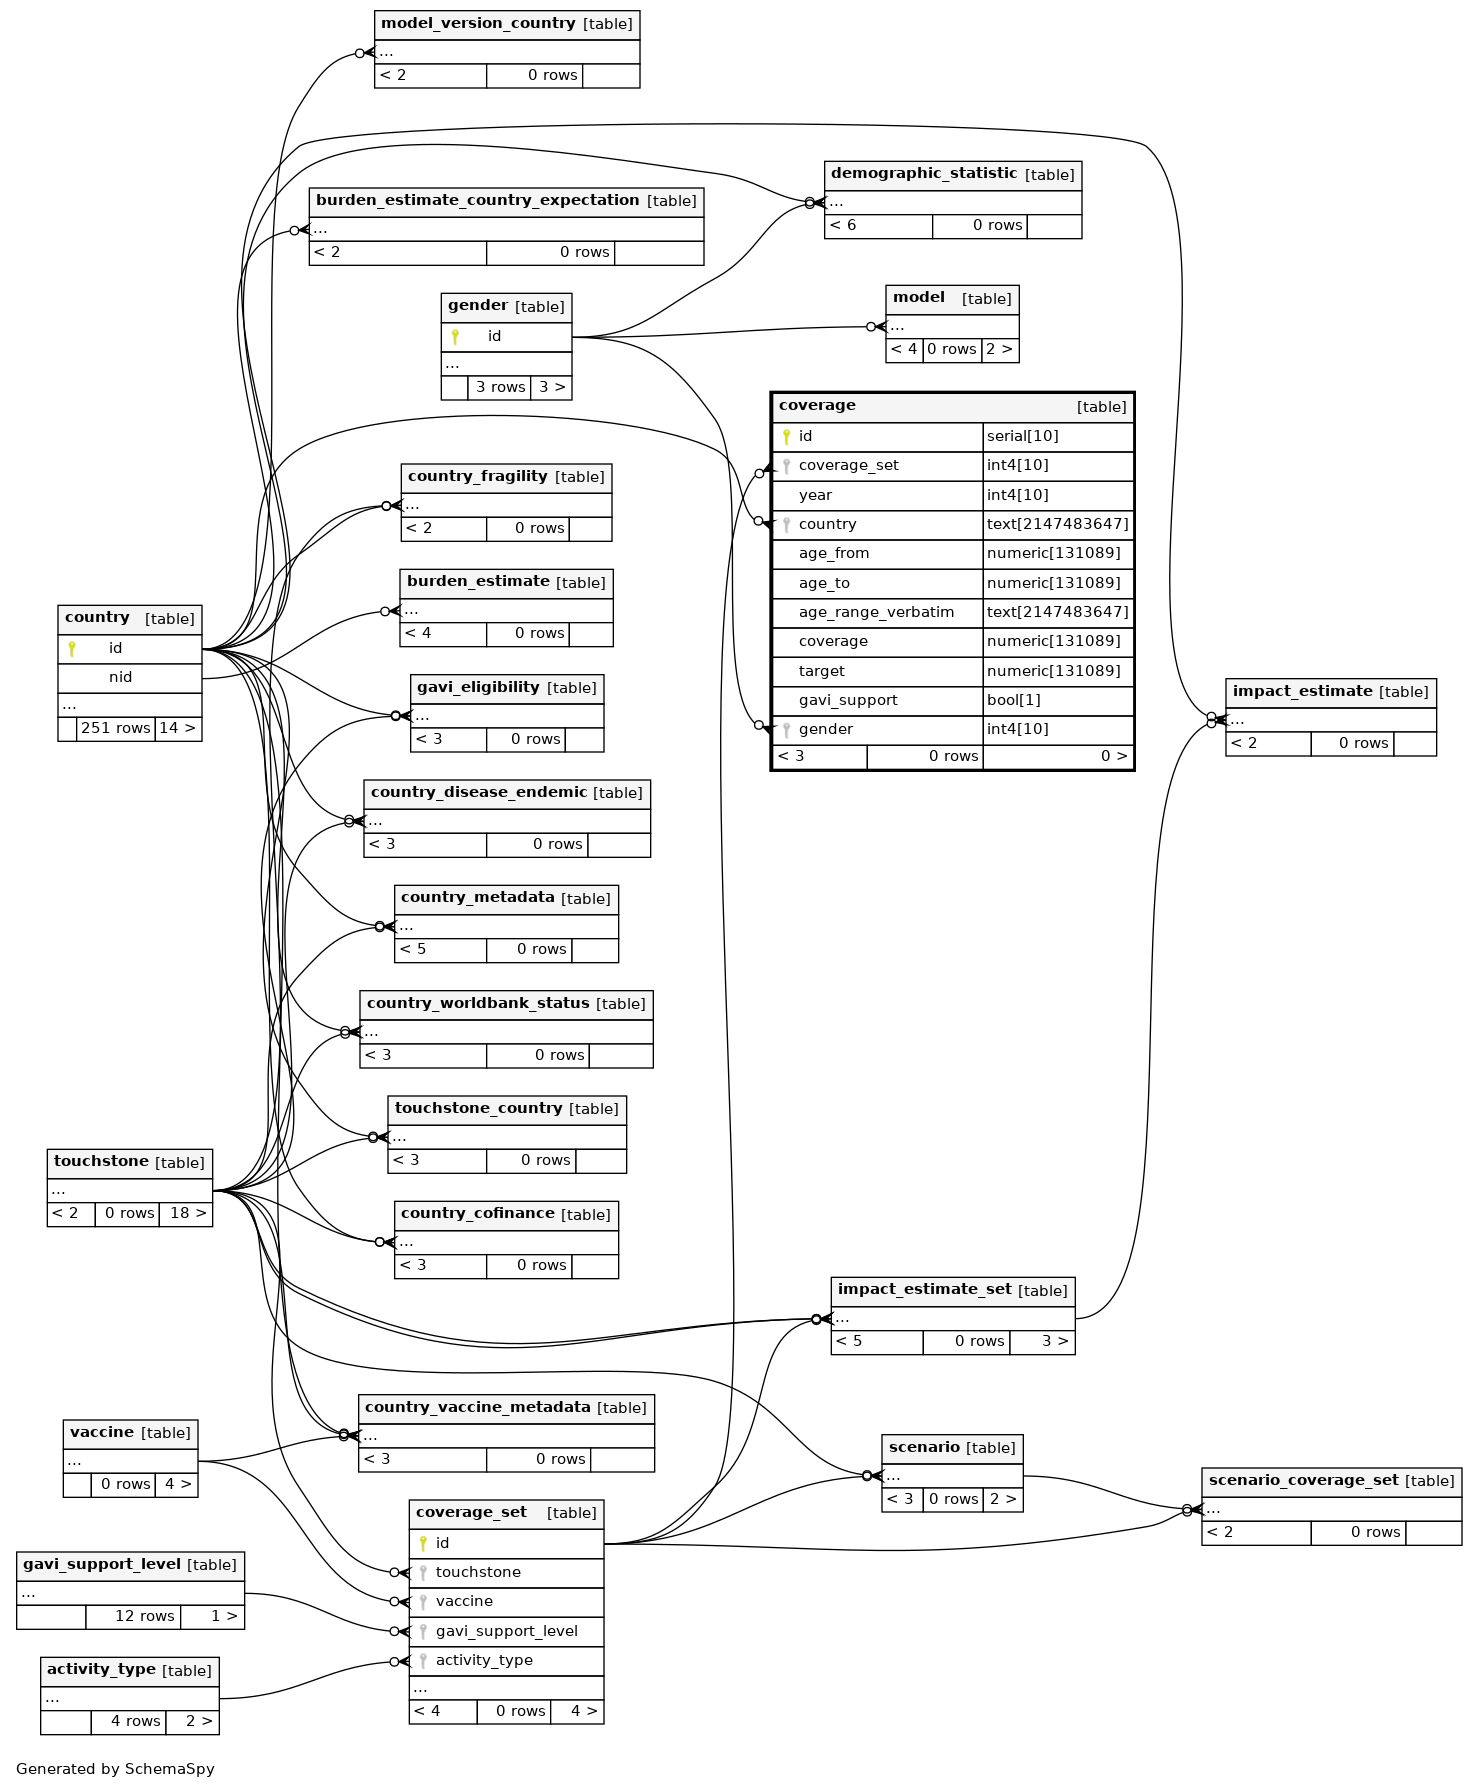 model_version_country [table]
...
< 2 0 rows
demographic_statistic [table]
...
< 6 0 rows
burden_estimate_country_expectation [table]
...
< 2 0 rows
gender [table]
id
...
3 rows 3 >
model [table]
...
< 4 0 rows 2 >
coverage [table]
id serial[10]
coverage_set int4[10]
year int4[10]
country text[2147483647]
age_from numeric[131089]
age_to numeric[131089]
age_range_verbatim text[2147483647]
coverage numeric[131089]
target numeric[131089]
gavi_support bool[1]
gender int4[10]
< 3 0 rows 0 >
country_fragility [table]
...
< 2 0 rows
burden_estimate [table]
...
< 4 0 rows
country [table]
id
nid
...
251 rows 14 >
gavi_eligibility [table]
...
< 3 0 rows
impact_estimate [table]
...
< 2 0 rows
country_disease_endemic [table]
...
< 3 0 rows
country_metadata [table]
...
< 5 0 rows
country_worldbank_status [table]
...
< 3 0 rows
touchstone_country [table]
...
< 3 0 rows
touchstone [table]
...
< 2 0 rows 18 >
country_cofinance [table]
...
< 3 0 rows
impact_estimate_set [table]
...
< 5 0 rows 3 >
country_vaccine_metadata [table]
...
< 3 0 rows
vaccine [table]
...
0 rows 4 >
scenario [table]
...
< 3 0 rows 2 >
scenario_coverage_set [table]
...
< 2 0 rows
coverage_set [table]
id
touchstone
vaccine
gavi_support_level
activity_type
...
< 4 0 rows 4 >
gavi_support_level [table]
...
12 rows 1 >
activity_type [table]
...
4 rows 2 >
Generated by SchemaSpy